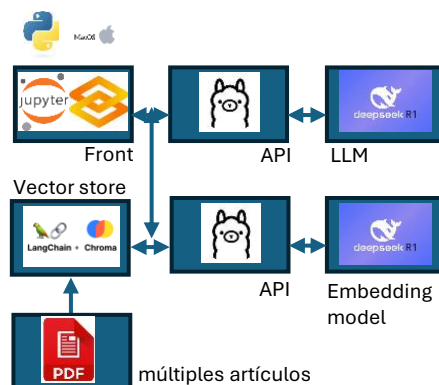 MacOS
jupyter
deepseek R1
Front
API
LLM
Vector store
LangChain + Chroma
deepseek R1
API
Embedding
model
PDF
múltiples artículos